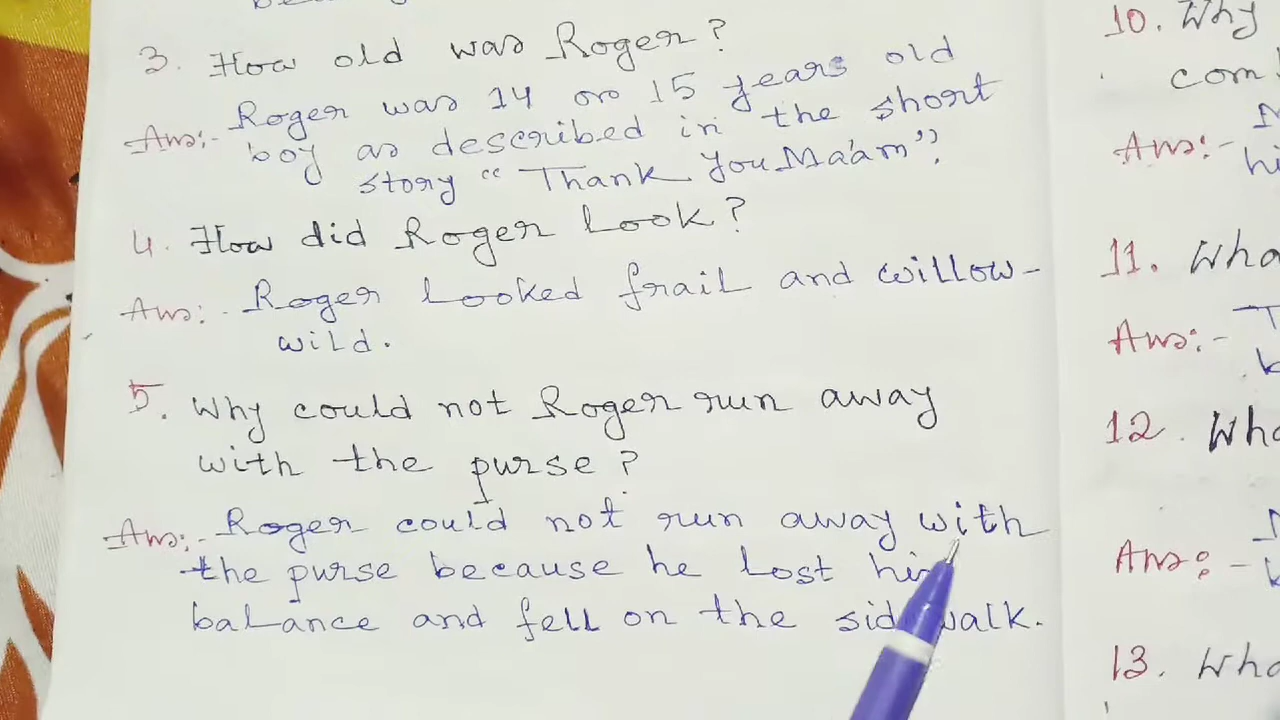 3. How old was Roger?
Ans:- Roger was 14 or 15 years old
boy as described in the short
story "Thank You Ma'am".
4. How did Roger look?
Ans:- Roger looked frail and willow-
wild.
5. Why could not Roger run away
with the purse?
Ans:- Roger could not run away with
the purse because he lost his
balance and fell on the sidewalk.
10. Why
com
Ans:-
hi
11. Wha
Ans:-
12. Who
Ans:-
13. Wha